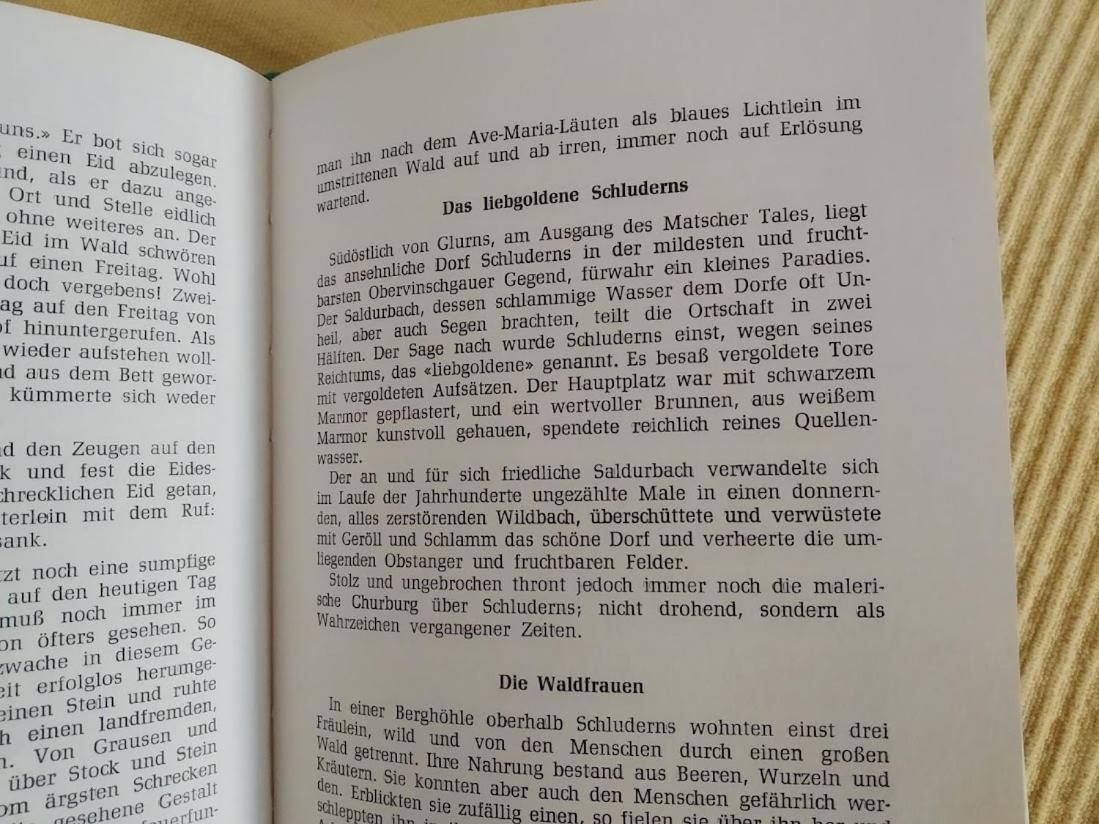 uns.» Er bot sich sogar
einen Eid abzulegen.
und, als er dazu ange-
Ort und Stelle eidlich
ohne weiteres an. Der
Eid im Wald schwören
uf einen Freitag. Wohl
doch vergebens! Zwei-
ag auf den Freitag von
of hinuntergerufen. Als
wieder aufstehen woll-
nd aus dem Bett gewor-
kümmerte sich weder
nd den Zeugen auf den
k und fest die Eides-
chrecklichen Eid getan,
terlein mit dem Ruf:
sank.
tzt noch eine sumpfige
auf den heutigen Tag
muß noch immer im
on öfters gesehen. So
zwache in diesem Ge-
eit erfolglos herumge-
einen Stein und ruhte
h einen landfremden,
n. Von Grausen und
über Stock und Stein
om ärgsten Schrecken
gesehene Gestalt
euerfun-
man ihn nach dem Ave-Maria-Läuten als blaues Lichtlein im
umstrittenen Wald auf und ab irren, immer noch auf Erlösung
wartend.
Das liebgoldene Schluderns
Südöstlich von Glurns, am Ausgang des Matscher Tales, liegt
das ansehnliche Dorf Schluderns in der mildesten und frucht-
barsten Obervinschgauer Gegend, fürwahr ein kleines Paradies.
Der Saldurbach, dessen schlammige Wasser dem Dorfe oft Un-
heil, aber auch Segen brachten, teilt die Ortschaft in zwei
Hälften. Der Sage nach wurde Schluderns einst, wegen seines
Reichtums, das «liebgoldene» genannt. Es besaß vergoldete Tore
mit vergoldeten Aufsätzen. Der Hauptplatz war mit schwarzem
Marmor gepflastert, und ein wertvoller Brunnen, aus weißem
Marmor kunstvoll gehauen, spendete reichlich reines Quellen-
wasser.
Der an und für sich friedliche Saldurbach verwandelte sich
im Laufe der Jahrhunderte ungezählte Male in einen donnern-
den, alles zerstörenden Wildbach, überschüttete und verwüstete
mit Geröll und Schlamm das schöne Dorf und verheerte die um-
liegenden Obstanger und fruchtbaren Felder.
Stolz und ungebrochen thront jedoch immer noch die maleri-
sche Churburg über Schluderns; nicht drohend, sondern als
Wahrzeichen vergangener Zeiten.
Die Waldfrauen
In einer Berghöhle oberhalb Schluderns wohnten einst drei
Fräulein, wild und von den Menschen durch einen großen
Wald getrennt. Ihre Nahrung bestand aus Beeren, Wurzeln und
Kräutern. Sie konnten aber auch den Menschen gefährlich wer-
den. Erblickten sie zufällig einen, so fielen sie über ihn her und
schleppten ihn in